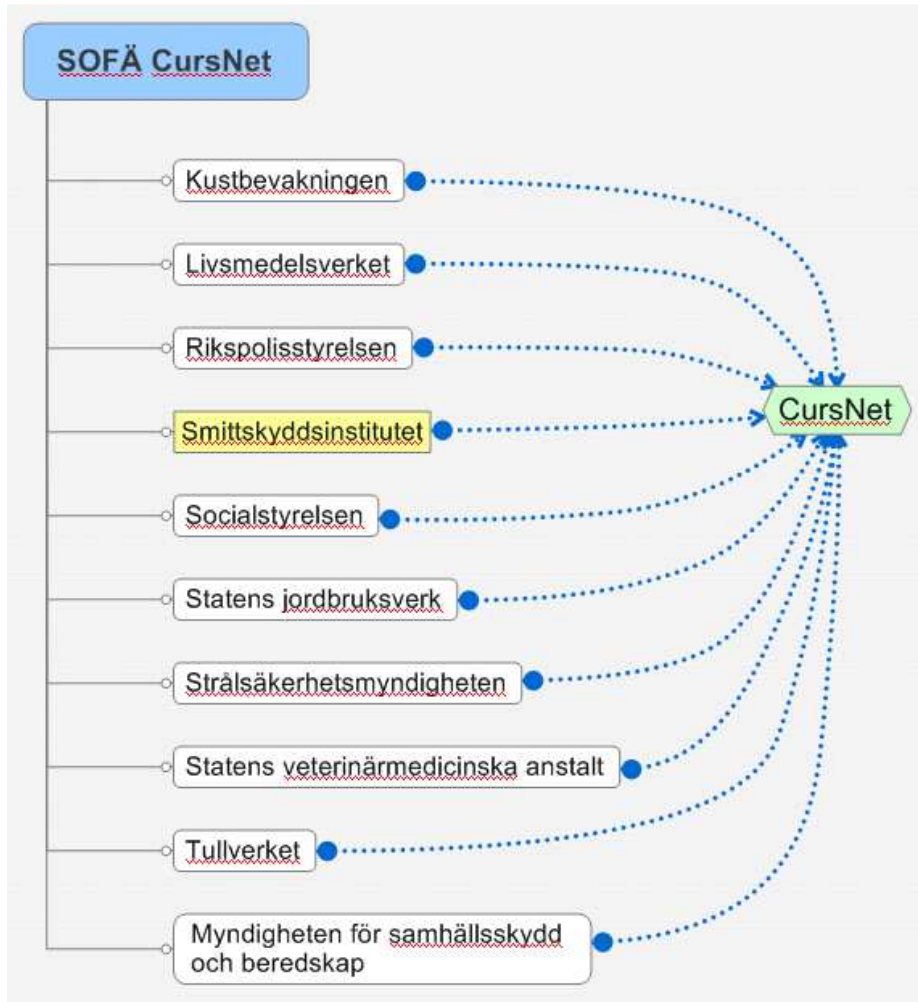 SOFÄ CursNet
Kustbevakningen
Livsmedelsverket
Rikspolisstyrelsen
Smittskyddsinstitutet
CursNet
Socialstyrelsen
Statens jordbruksverk
Strålsäkerhetsmyndigheten
Statens veterinärmedicinska anstalt
Tullverket
Myndigheten för samhällsskydd
och beredskap